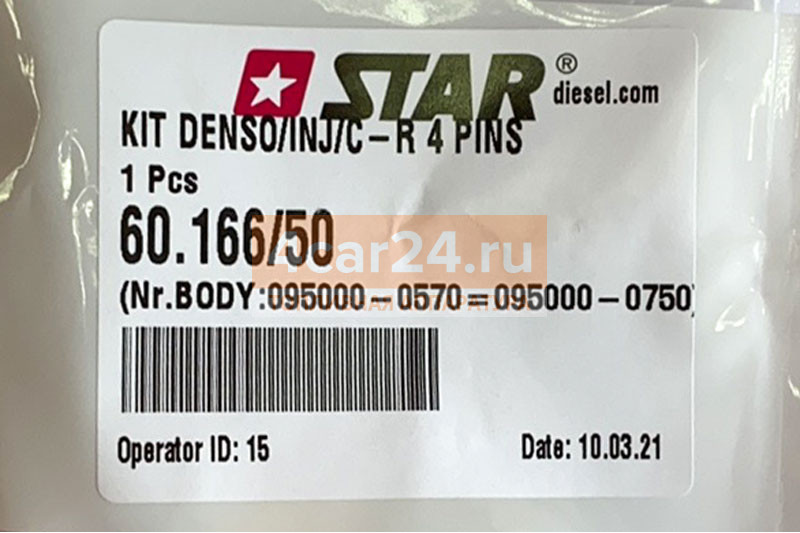 STAR®
diesel.com
KIT DENSO/INJ/C-R 4 PINS
1 Pcs
60.166/50
4car24.ru
(Nr.BODY:095000-0570=095000-0750)
Operator ID: 15
Date: 10.03.21